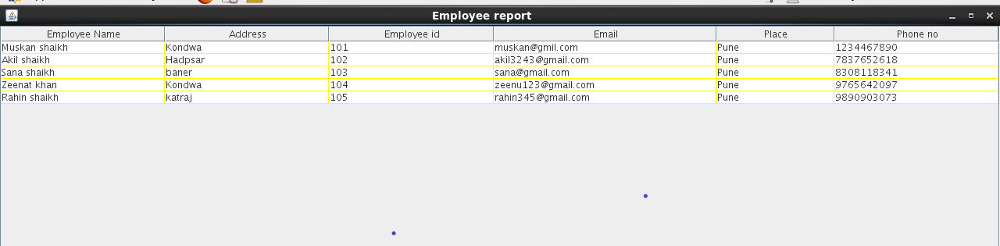 Employee report
Employee Name Address Employee id Email Place Phone no
Muskan shaikh Kondwa 101 muskan@gmil.com Pune 1234467890
Akil shaikh Hadpsar 102 akil3243@gmail.com Pune 7837652618
Sana shaikh baner 103 sana@gmail.com Pune 8308118341
Zeenat khan Kondwa 104 zeenu123@gmail.com Pune 9765642097
Rahin shaikh katraj 105 rahin345@gmail.com Pune 9890903073